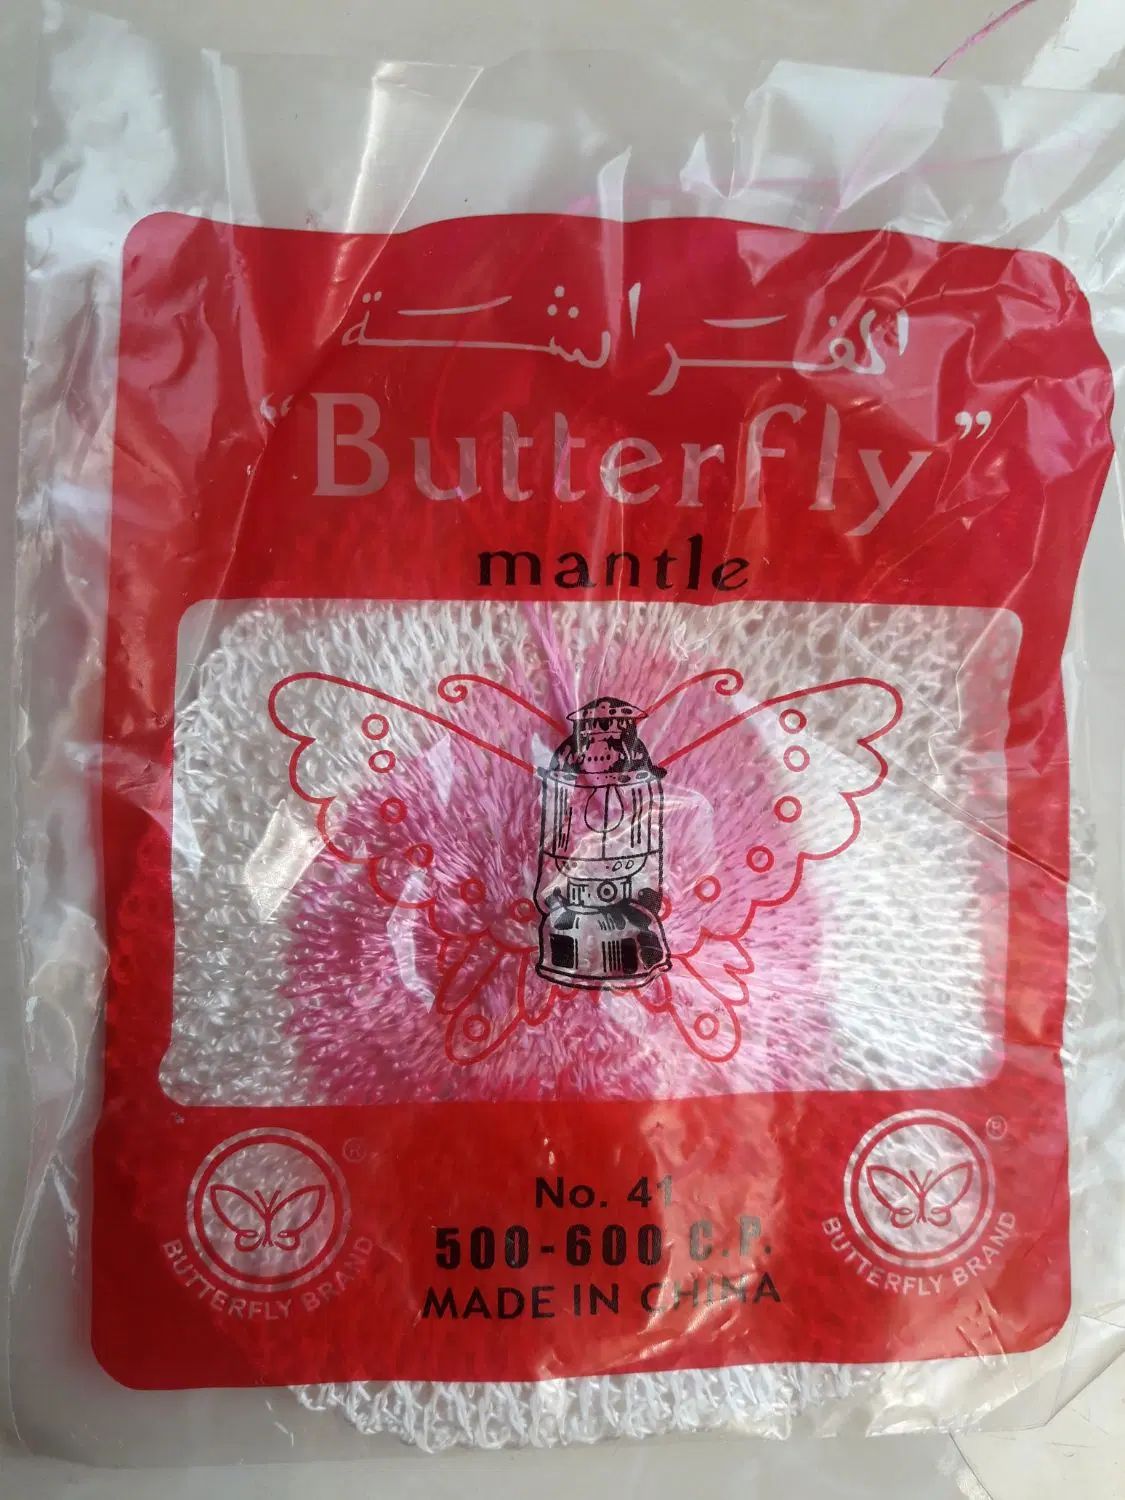 الفراشة
“Butterfly”
mantle
No. 41
500-600 C.P.
MADE IN CHINA
® BUTTERFLY BRAND
® BUTTERFLY BRAND